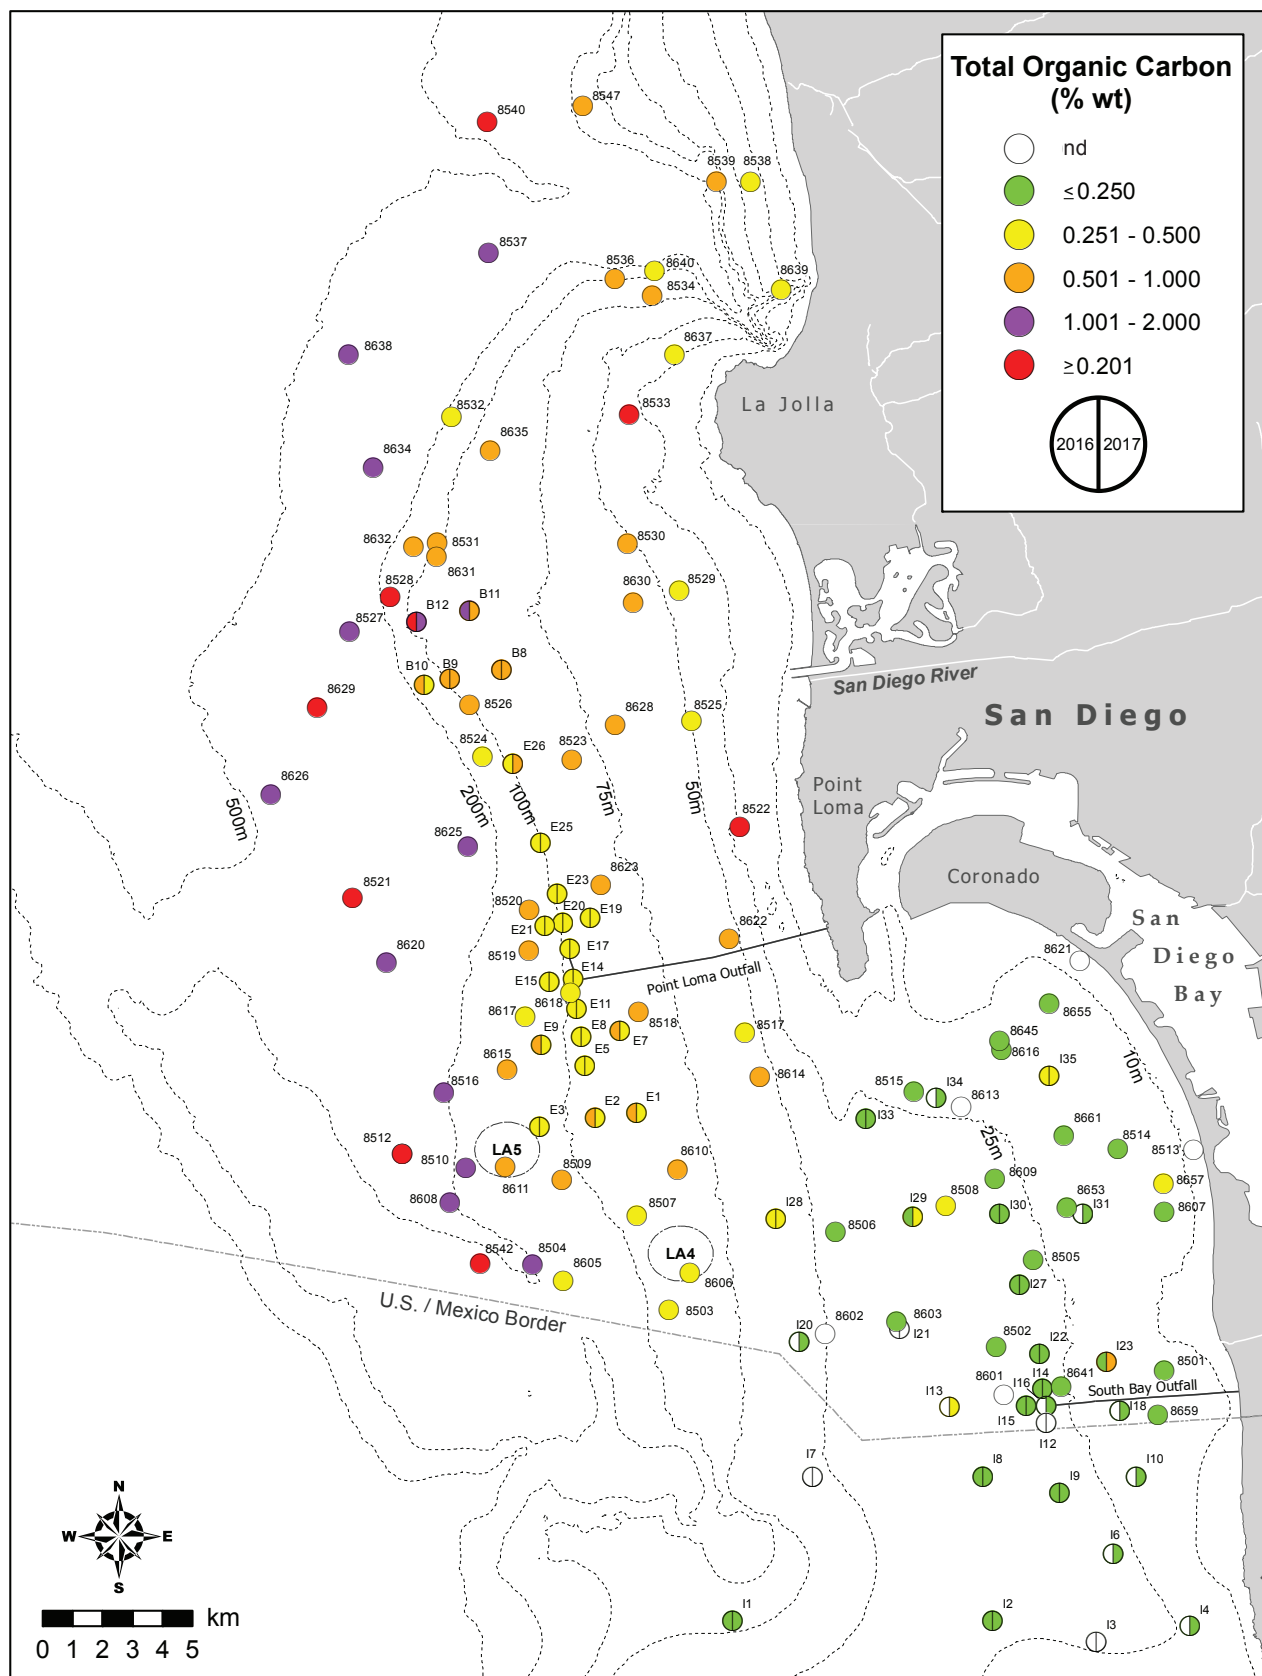 Total Organic Carbon
(% wt)
nd
≤0.250
0.251 - 0.500
0.501 - 1.000
1.001 - 2.000
≥0.201
2016 2017
8547
8540
8539 8538
8537
8536
8640
8639
8534
8638
8637
8533
La Jolla
8532
8635
8634
8632
8531
8530
8631
8528
8529
8630
B12
B11
8527
B10
B9
B8
San Diego River
8629
8526
8628
8525
San Diego
8524
E26
8523
8626
500m
200m
100m
75m
50m
Point
Loma
8522
8625
E25
Coronado
8623
8521
E23
8520
E20
E19
E21
San
Diego
Bay
8622
8519
E17
8620
8621
E14
E15
Point Loma Outfall
8618
8617
E11
8518
8655
E9
E8
E7
8517
8645
8616
10m
8615
E5
8614
I35
8516
8515
I34
8613
E3
E2
E1
I33
25m
8661
8514
8513
LA5
8512
8510
8611
8509
8610
8609
8657
8608
8507
I28
I29
8508
I30
8653
I31
8607
8506
LA4
8542
8504
8605
8606
8505
I27
U.S. / Mexico Border
8503
I20
8602
8603
I21
8502
I22
I23
8501
8601
I16
I14
8641
South Bay Outfall
I13
I15
I18
8659
I12
I7
I8
I9
I10
I6
I1
I2
I3
I4
N
W E
S
km
0 1 2 3 4 5